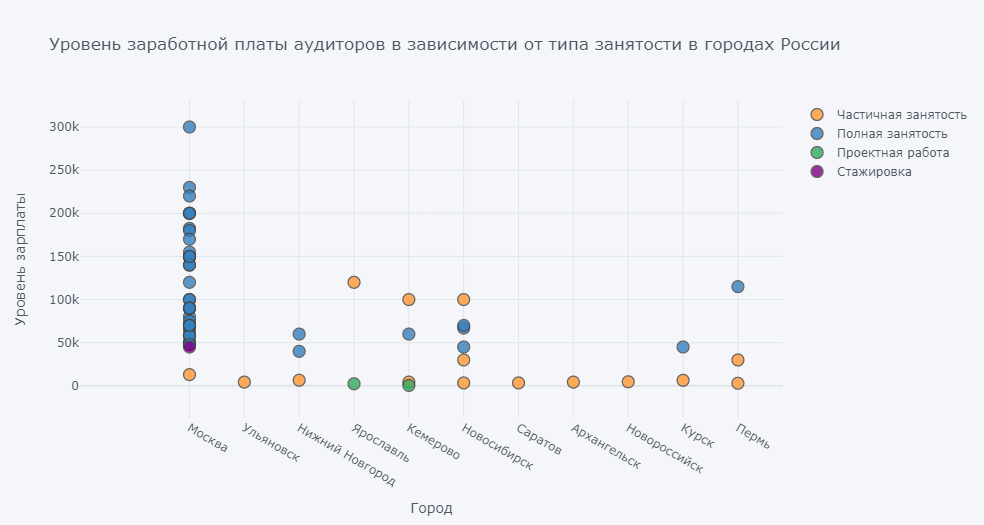 Уровень заработной платы аудиторов в зависимости от типа занятости в городах России
Частичная занятость
Полная занятость
Проектная работа
Стажировка
Уровень зарплаты
300k
250k
200k
150k
100k
50k
0
Москва
Ульяновск
Нижний Новгород
Ярославль
Кемерово
Новосибирск
Саратов
Архангельск
Новороссийск
Курск
Пермь
Город